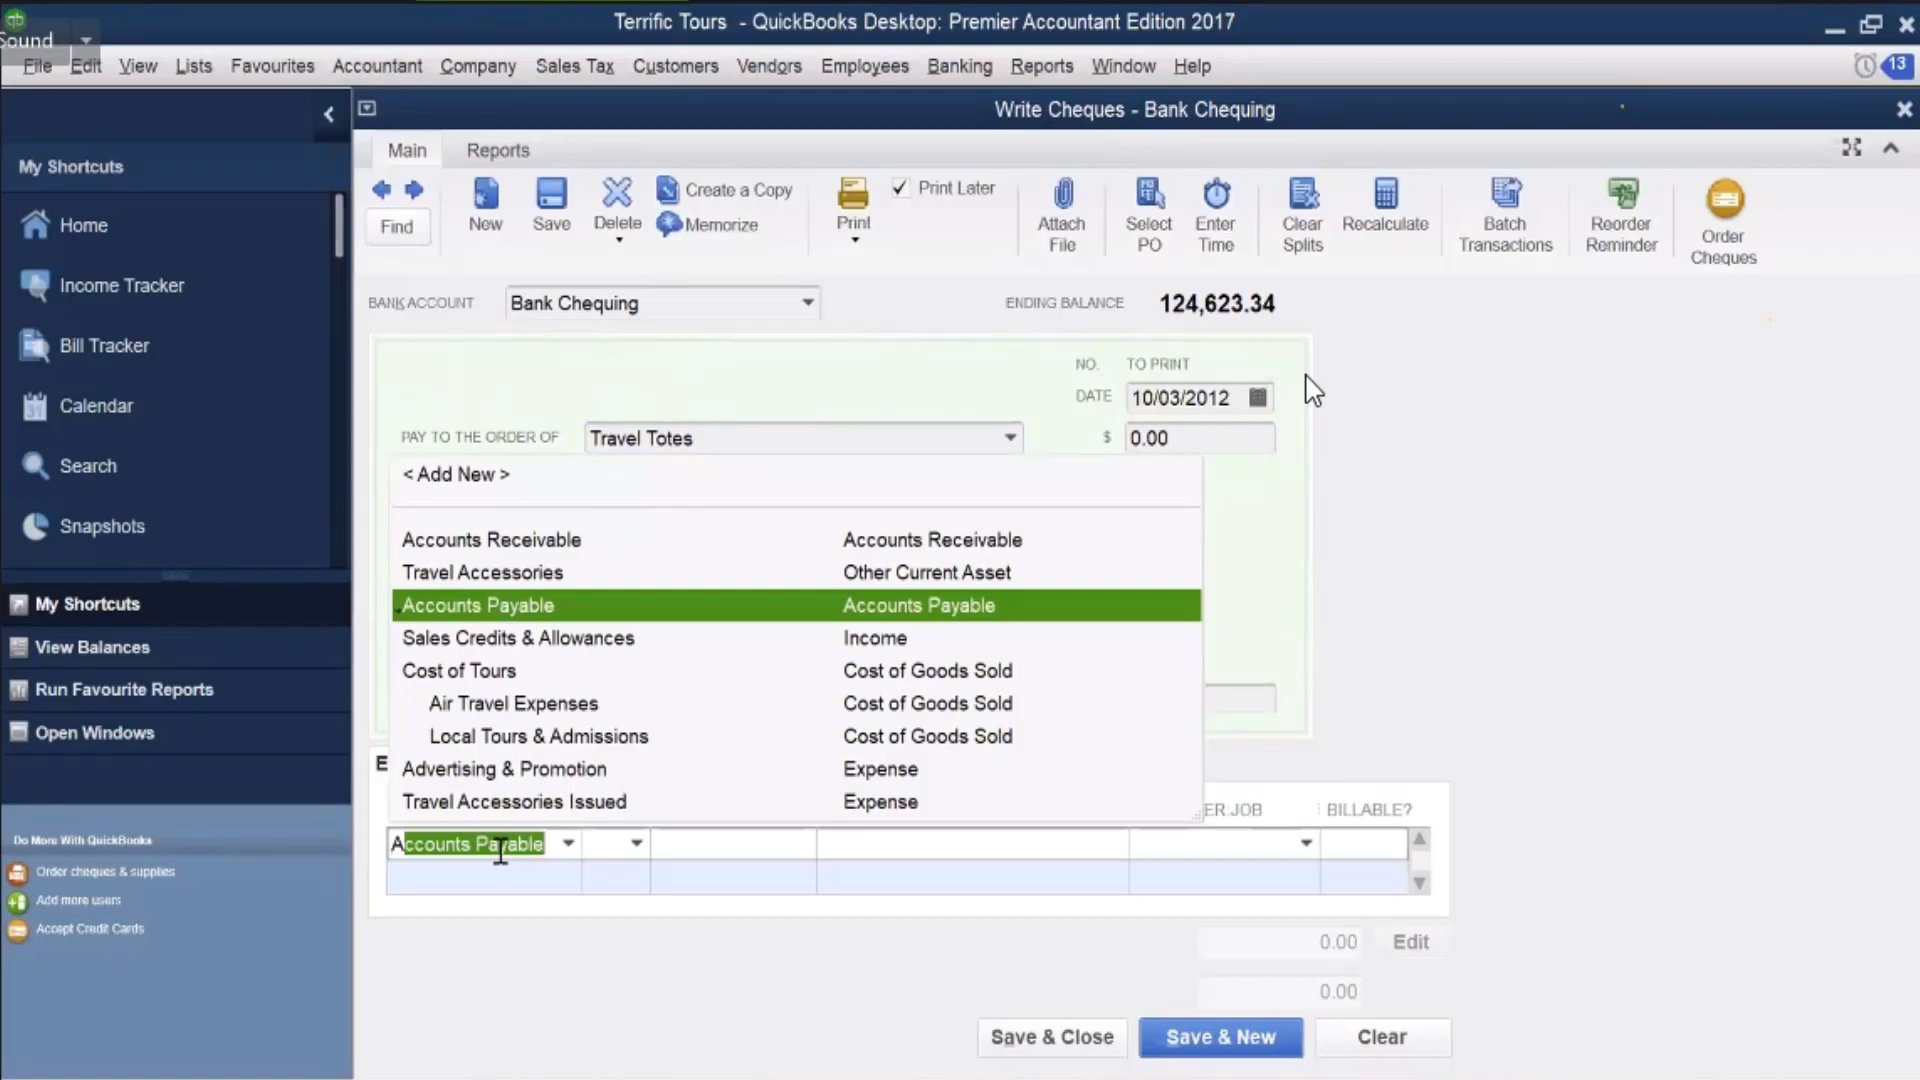 Terrific Tours - QuickBooks Desktop: Premier Accountant Edition 2017
qb
Sound
File Edit View Lists Favourites Accountant Company Sales Tax Customers Vendors Employees Banking Reports Window Help
13
Write Cheques - Bank Chequing
My Shortcuts
Home
Income Tracker
Bill Tracker
Calendar
Search
Snapshots
My Shortcuts
View Balances
Run Favourite Reports
Open Windows
Do More With QuickBooks
Order cheques & supplies
Add more users
Accept Credit Cards
Main Reports
Find
New
Save
Delete
Create a Copy
Memorize
Print
Print Later
Attach
File
Select
PO
Enter
Time
Clear
Splits
Recalculate
Batch
Transactions
Reorder
Reminder
Order
Cheques
BANK ACCOUNT Bank Chequing ENDING BALANCE 124,623.34
NO. TO PRINT
DATE 10/03/2012
PAY TO THE ORDER OF Travel Totes $ 0.00
< Add New >
Accounts Receivable Accounts Receivable
Travel Accessories Other Current Asset
Accounts Payable Accounts Payable
Sales Credits & Allowances Income
Cost of Tours Cost of Goods Sold
Air Travel Expenses Cost of Goods Sold
Local Tours & Admissions Cost of Goods Sold
Advertising & Promotion Expense
Travel Accessories Issued Expense
E
ER:JOB BILLABLE?
Accounts Payable
0.00 Edit
0.00
Save & Close Save & New Clear